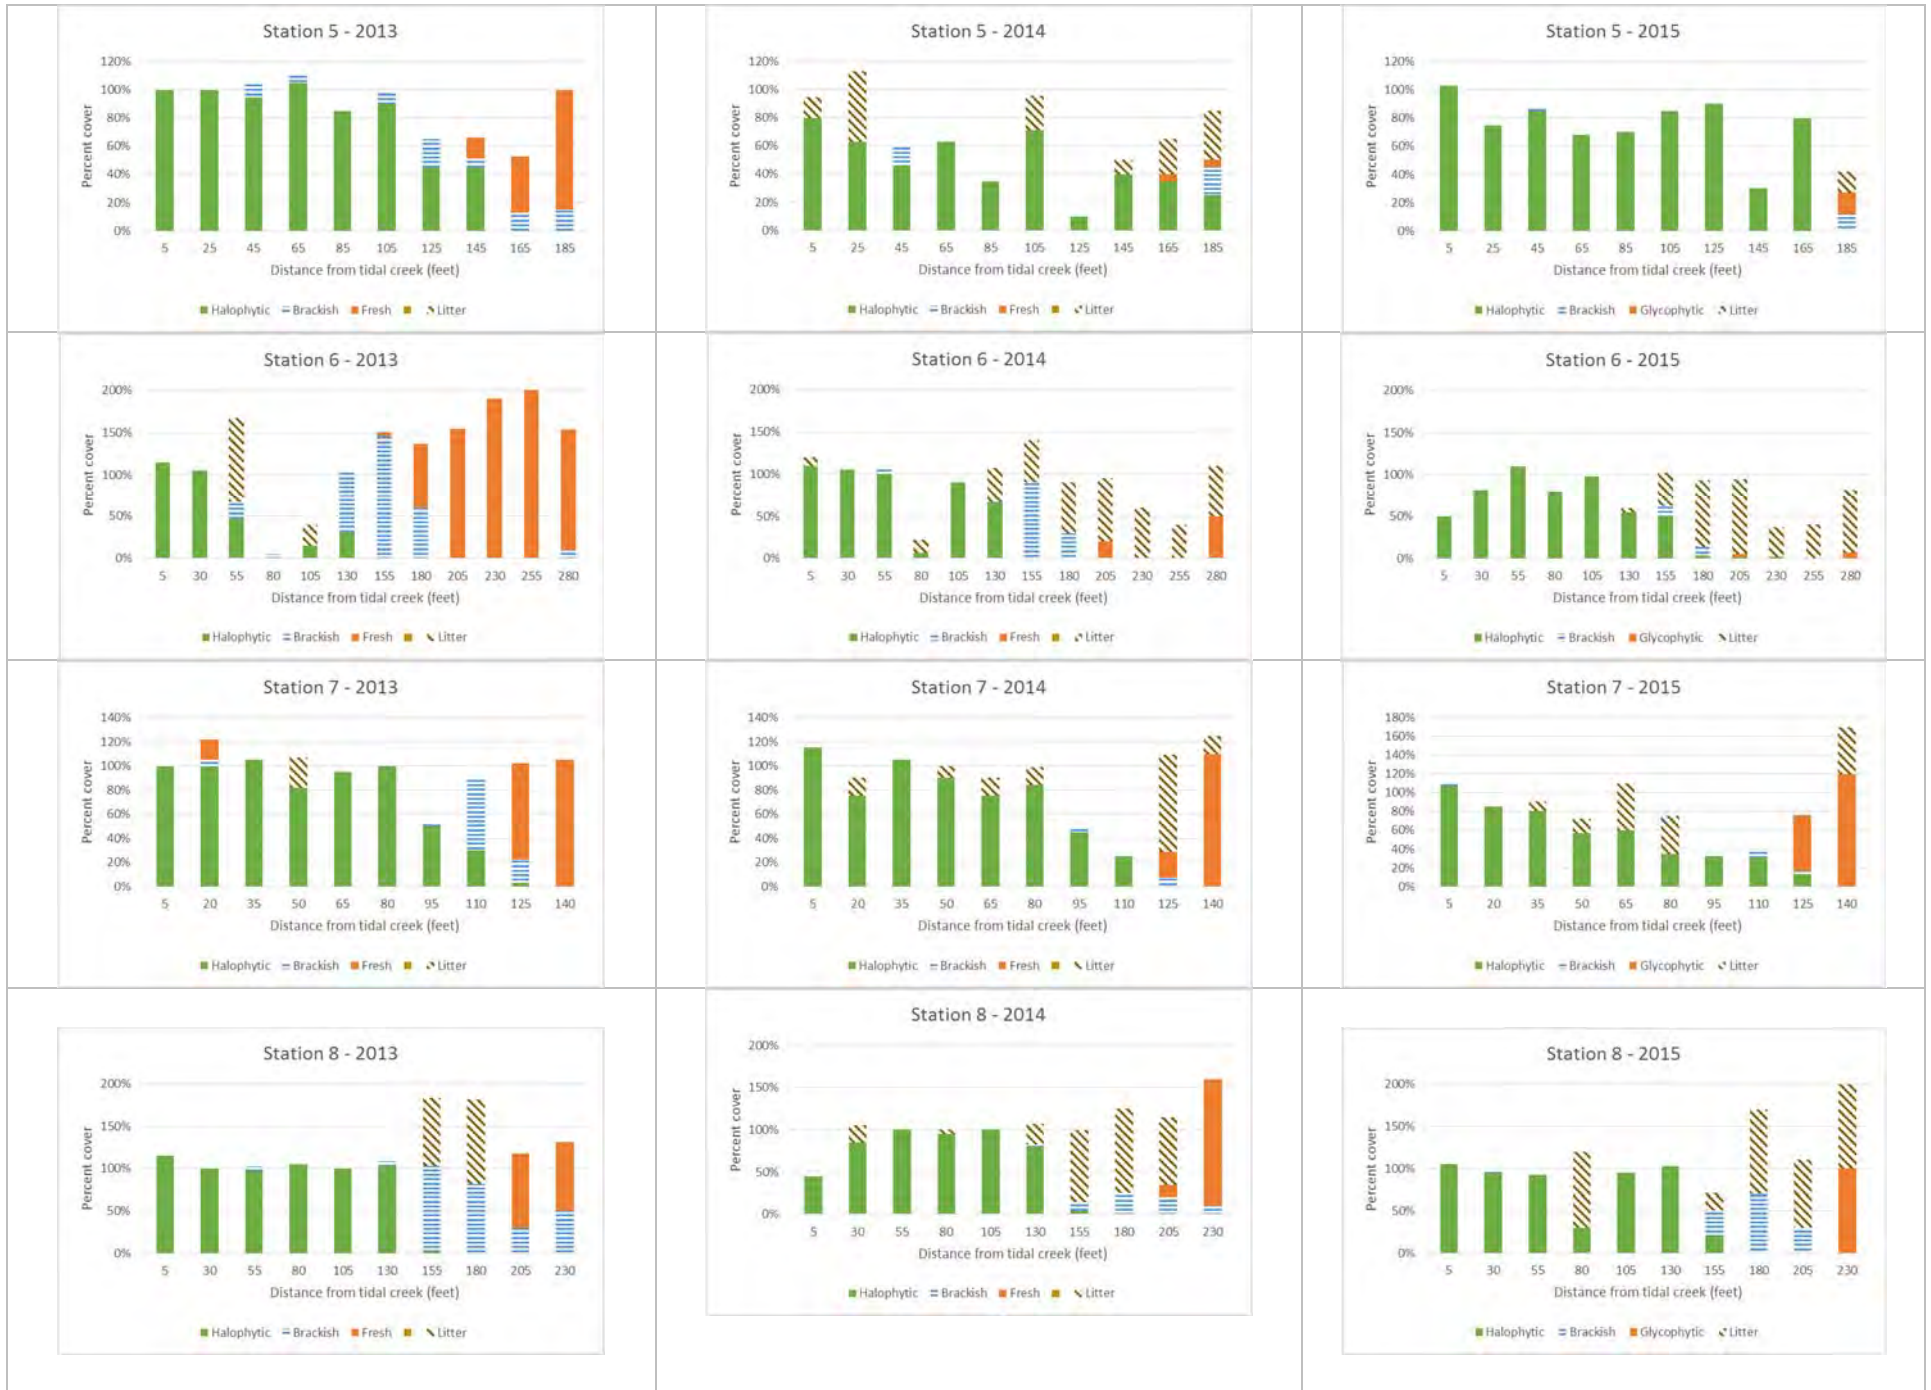 Station 5 - 2013
120%
100%
80%
60%
40%
20%
0%
Percent cover
5 25 45 65 85 105 125 145 165 185
Distance from tidal creek (feet)
Halophytic Brackish Fresh Litter
Station 5 - 2014
120%
100%
80%
60%
40%
20%
0%
Percent cover
5 25 45 65 85 105 125 145 165 185
Distance from tidal creek (feet)
Halophytic Brackish Fresh Litter
Station 5 - 2015
120%
100%
80%
60%
40%
20%
0%
Percent cover
5 25 45 65 85 105 125 145 165 185
Distance from tidal creek (feet)
Halophytic Brackish Glycophytic Litter
Station 6 - 2013
200%
150%
100%
50%
0%
Percent cover
5 30 55 80 105 130 155 180 205 230 255 280
Distance from tidal creek (feet)
Halophytic Brackish Fresh Litter
Station 6 - 2014
200%
150%
100%
50%
0%
Percent cover
5 30 55 80 105 130 155 180 205 230 255 280
Distance from tidal creek (feet)
Halophytic Brackish Fresh Litter
Station 6 - 2015
200%
150%
100%
50%
0%
Percent cover
5 30 55 80 105 130 155 180 205 230 255 280
Distance from tidal creek (feet)
Halophytic Brackish Glycophytic Litter
Station 7 - 2013
140%
120%
100%
80%
60%
40%
20%
0%
Percent cover
5 20 35 50 65 80 95 110 125 140
Distance from tidal creek (feet)
Halophytic Brackish Fresh Litter
Station 7 - 2014
140%
120%
100%
80%
60%
40%
20%
0%
Percent cover
5 20 35 50 65 80 95 110 125 140
Distance from tidal creek (feet)
Halophytic Brackish Fresh Litter
Station 7 - 2015
180%
160%
140%
120%
100%
80%
60%
40%
20%
0%
Percent cover
5 20 35 50 65 80 95 110 125 140
Distance from tidal creek (feet)
Halophytic Brackish Glycophytic Litter
Station 8 - 2013
200%
150%
100%
50%
0%
Percent cover
5 30 55 80 105 130 155 180 205 230
Distance from tidal creek (feet)
Halophytic Brackish Fresh Litter
Station 8 - 2014
200%
150%
100%
50%
0%
Percent cover
5 30 55 80 105 130 155 180 205 230
Distance from tidal creek (feet)
Halophytic Brackish Fresh Litter
Station 8 - 2015
200%
150%
100%
50%
0%
Percent cover
5 30 55 80 105 130 155 180 205 230
Distance from tidal creek (feet)
Halophytic Brackish Glycophytic Litter